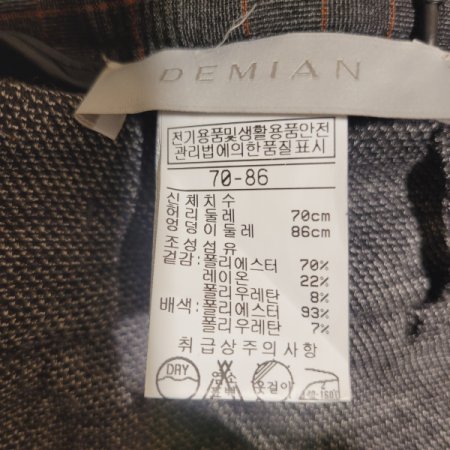 DEMIAN
전기용품및생활용품안전
관리법에의한품질표시
70-86
신체치수
허리둘레 70cm
엉덩이둘레 86cm
조성섬유
겉감: 폴리에스터 70%
레이온 22%
폴리우레탄 8%
배색: 폴리에스터 93%
폴리우레탄 7%
취급상주의사항
DRY 염소 옷걸이 2